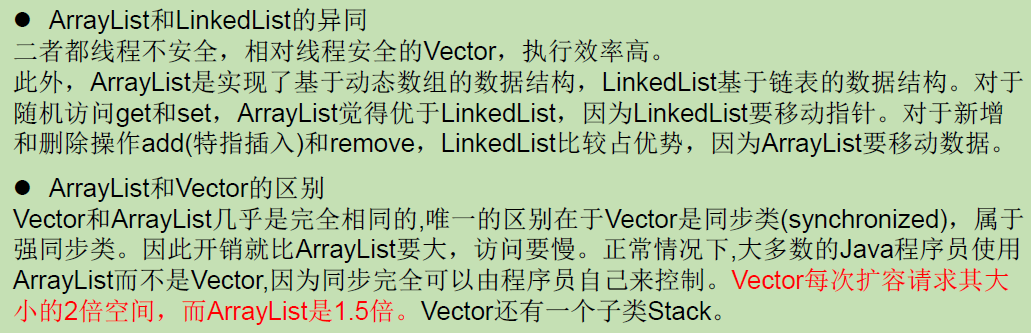 ● ArrayList和LinkedList的异同
二者都线程不安全，相对线程安全的Vector，执行效率高。
此外，ArrayList是实现了基于动态数组的数据结构，LinkedList基于链表的数据结构。对于
随机访问get和set，ArrayList觉得优于LinkedList，因为LinkedList要移动指针。对于新增
和删除操作add(特指插入)和remove，LinkedList比较占优势，因为ArrayList要移动数据。
● ArrayList和Vector的区别
Vector和ArrayList几乎是完全相同的,唯一的区别在于Vector是同步类(synchronized)，属于
强同步类。因此开销就比ArrayList要大，访问要慢。正常情况下,大多数的Java程序员使用
ArrayList而不是Vector,因为同步完全可以由程序员自己来控制。Vector每次扩容请求其大
小的2倍空间，而ArrayList是1.5倍。Vector还有一个子类Stack。